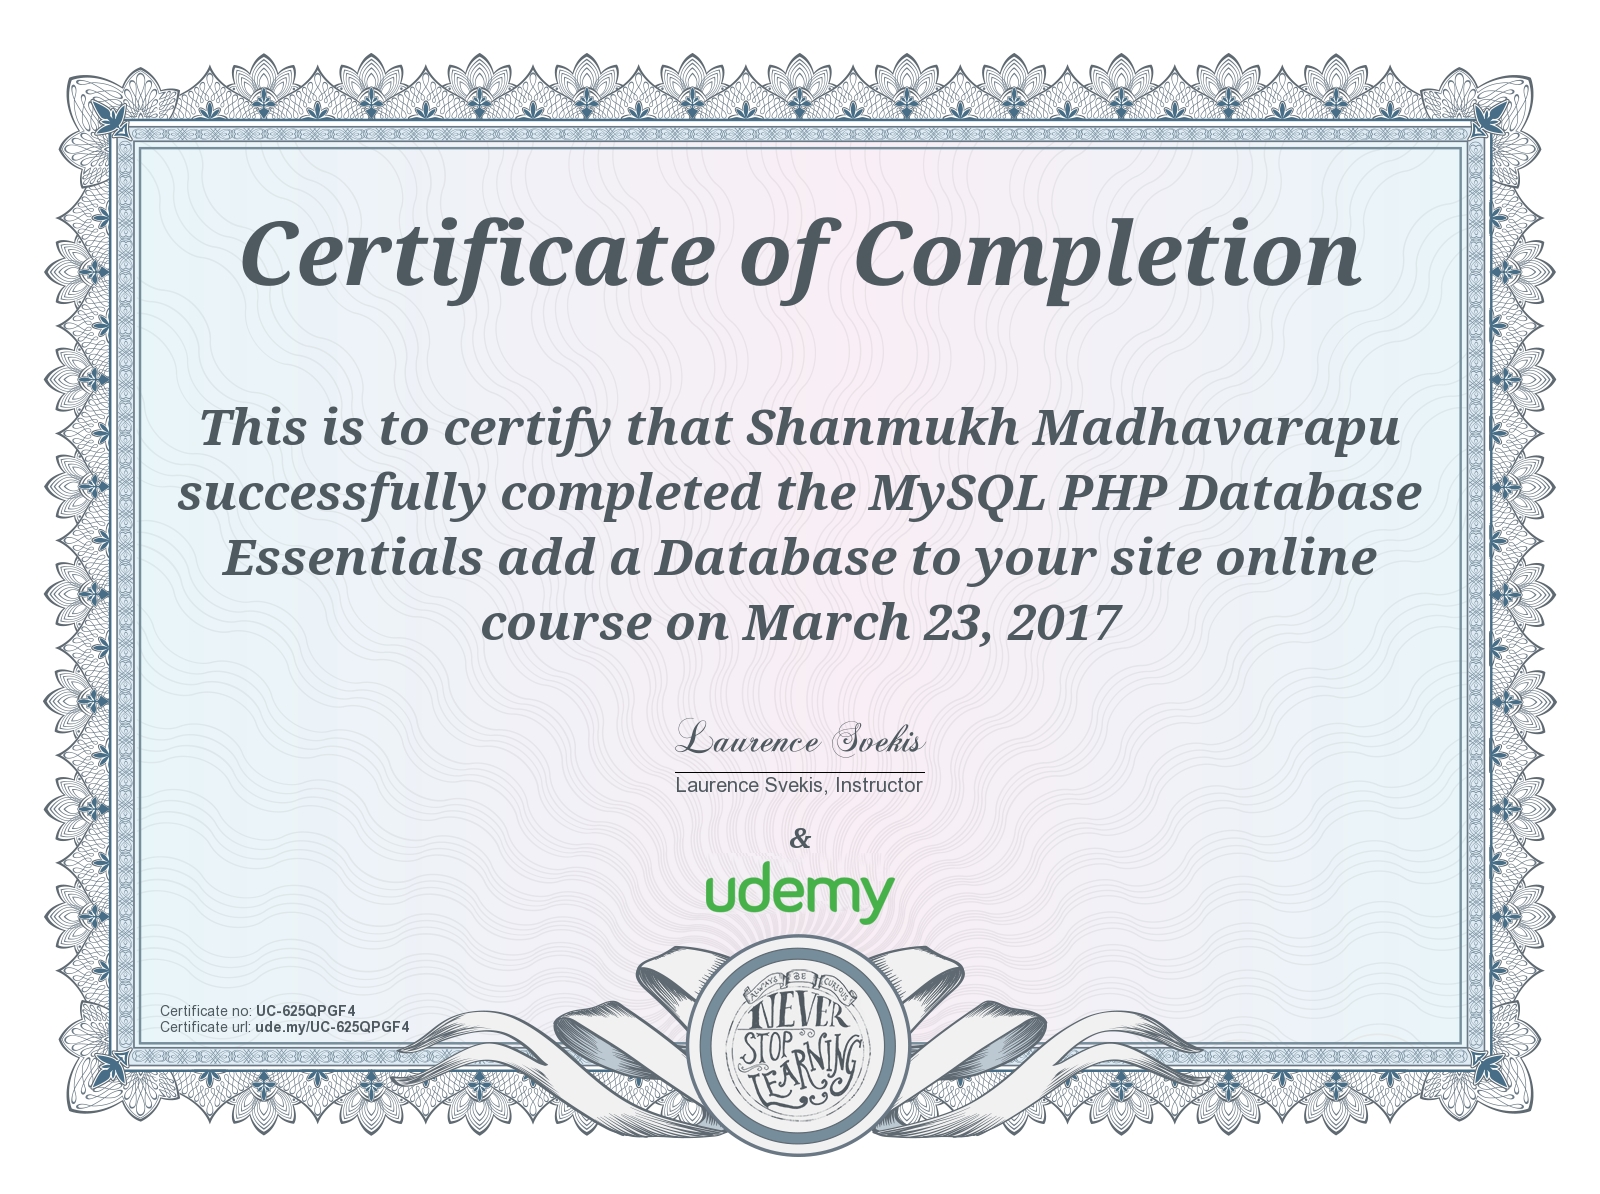 Certificate of Completion
This is to certify that Shanmukh Madhavarapu
successfully completed the MySQL PHP Database
Essentials add a Database to your site online
course on March 23, 2017
Laurence Svekis
Laurence Svekis, Instructor
&
udemy
Certificate no: UC-625QPGF4
Certificate url: ude.my/UC-625QPGF4
ALWAYS BE CURIOUS
NEVER
STOP
LEARNING